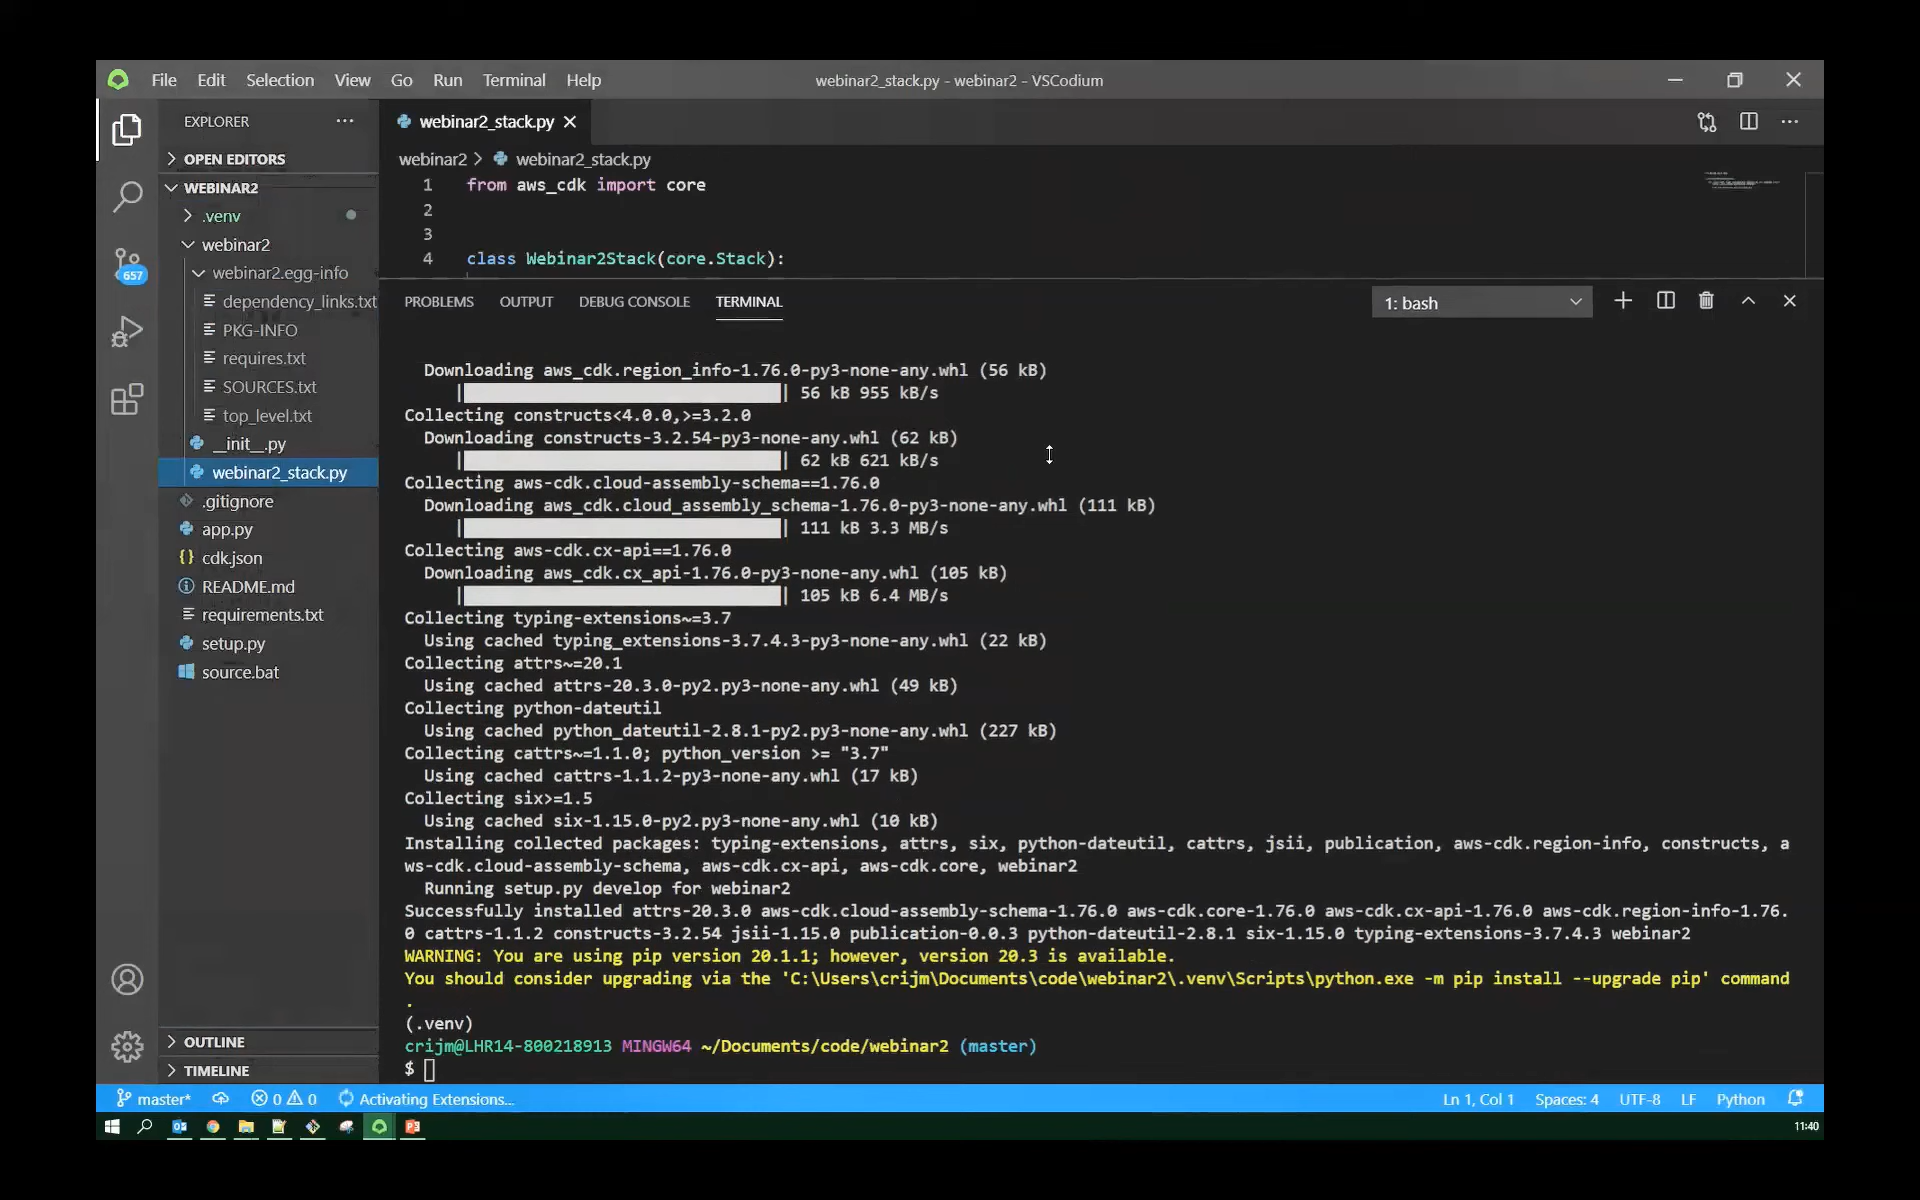 File Edit Selection View Go Run Terminal Help
webinar2_stack.py - webinar2 - VSCodium
EXPLORER
OPEN EDITORS
WEBINAR2
.venv
webinar2
webinar2.egg-info
dependency_links.txt
PKG-INFO
requires.txt
SOURCES.txt
top_level.txt
__init__.py
webinar2_stack.py
.gitignore
app.py
cdk.json
README.md
requirements.txt
setup.py
source.bat
OUTLINE
TIMELINE
657
webinar2_stack.py
webinar2 > webinar2_stack.py
1 from aws_cdk import core
2
3
4 class Webinar2Stack(core.Stack):
PROBLEMS OUTPUT DEBUG CONSOLE TERMINAL
1: bash
Downloading aws_cdk.region_info-1.76.0-py3-none-any.whl (56 kB)
| | 56 kB 955 kB/s
Collecting constructs<4.0.0,>=3.2.0
Downloading constructs-3.2.54-py3-none-any.whl (62 kB)
| | 62 kB 621 kB/s
Collecting aws-cdk.cloud-assembly-schema==1.76.0
Downloading aws_cdk.cloud_assembly_schema-1.76.0-py3-none-any.whl (111 kB)
| | 111 kB 3.3 MB/s
Collecting aws-cdk.cx-api==1.76.0
Downloading aws_cdk.cx_api-1.76.0-py3-none-any.whl (105 kB)
| | 105 kB 6.4 MB/s
Collecting typing-extensions~=3.7
Using cached typing_extensions-3.7.4.3-py3-none-any.whl (22 kB)
Collecting attrs~=20.1
Using cached attrs-20.3.0-py2.py3-none-any.whl (49 kB)
Collecting python-dateutil
Using cached python_dateutil-2.8.1-py2.py3-none-any.whl (227 kB)
Collecting cattrs~=1.1.0; python_version >= "3.7"
Using cached cattrs-1.1.2-py3-none-any.whl (17 kB)
Collecting six>=1.5
Using cached six-1.15.0-py2.py3-none-any.whl (10 kB)
Installing collected packages: typing-extensions, attrs, six, python-dateutil, cattrs, jsii, publication, aws-cdk.region-info, constructs, a
ws-cdk.cloud-assembly-schema, aws-cdk.cx-api, aws-cdk.core, webinar2
Running setup.py develop for webinar2
Successfully installed attrs-20.3.0 aws-cdk.cloud-assembly-schema-1.76.0 aws-cdk.core-1.76.0 aws-cdk.cx-api-1.76.0 aws-cdk.region-info-1.76.
0 cattrs-1.1.2 constructs-3.2.54 jsii-1.15.0 publication-0.0.3 python-dateutil-2.8.1 six-1.15.0 typing-extensions-3.7.4.3 webinar2
WARNING: You are using pip version 20.1.1; however, version 20.3 is available.
You should consider upgrading via the 'C:\Users\crijm\Documents\code\webinar2\.venv\Scripts\python.exe -m pip install --upgrade pip' command
.
(.venv)
crijm@LHR14-800218913 MINGW64 ~/Documents/code/webinar2 (master)
$
master* 0 0 Activating Extensions... Ln 1, Col 1 Spaces: 4 UTF-8 LF Python
11:40